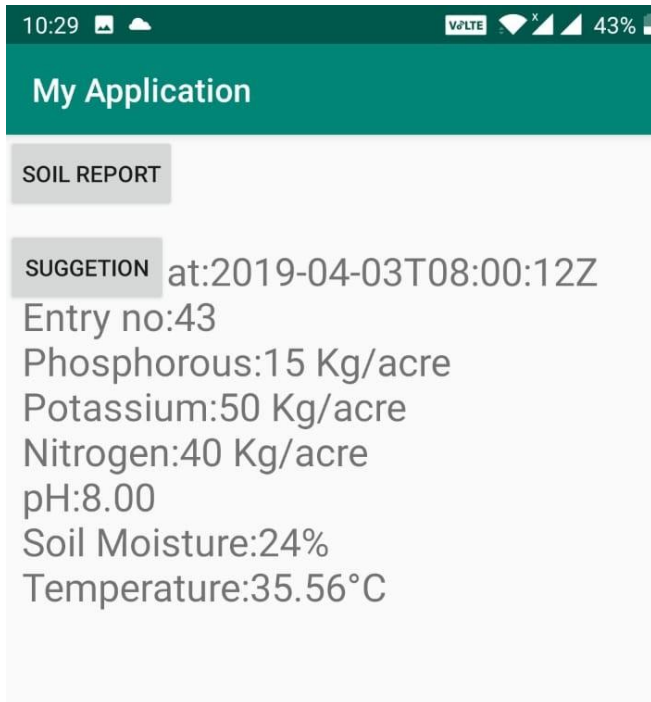 10:29 VoLTE x 43%
My Application
SOIL REPORT
SUGGETION at:2019-04-03T08:00:12Z
Entry no:43
Phosphorous:15 Kg/acre
Potassium:50 Kg/acre
Nitrogen:40 Kg/acre
pH:8.00
Soil Moisture:24%
Temperature:35.56°C